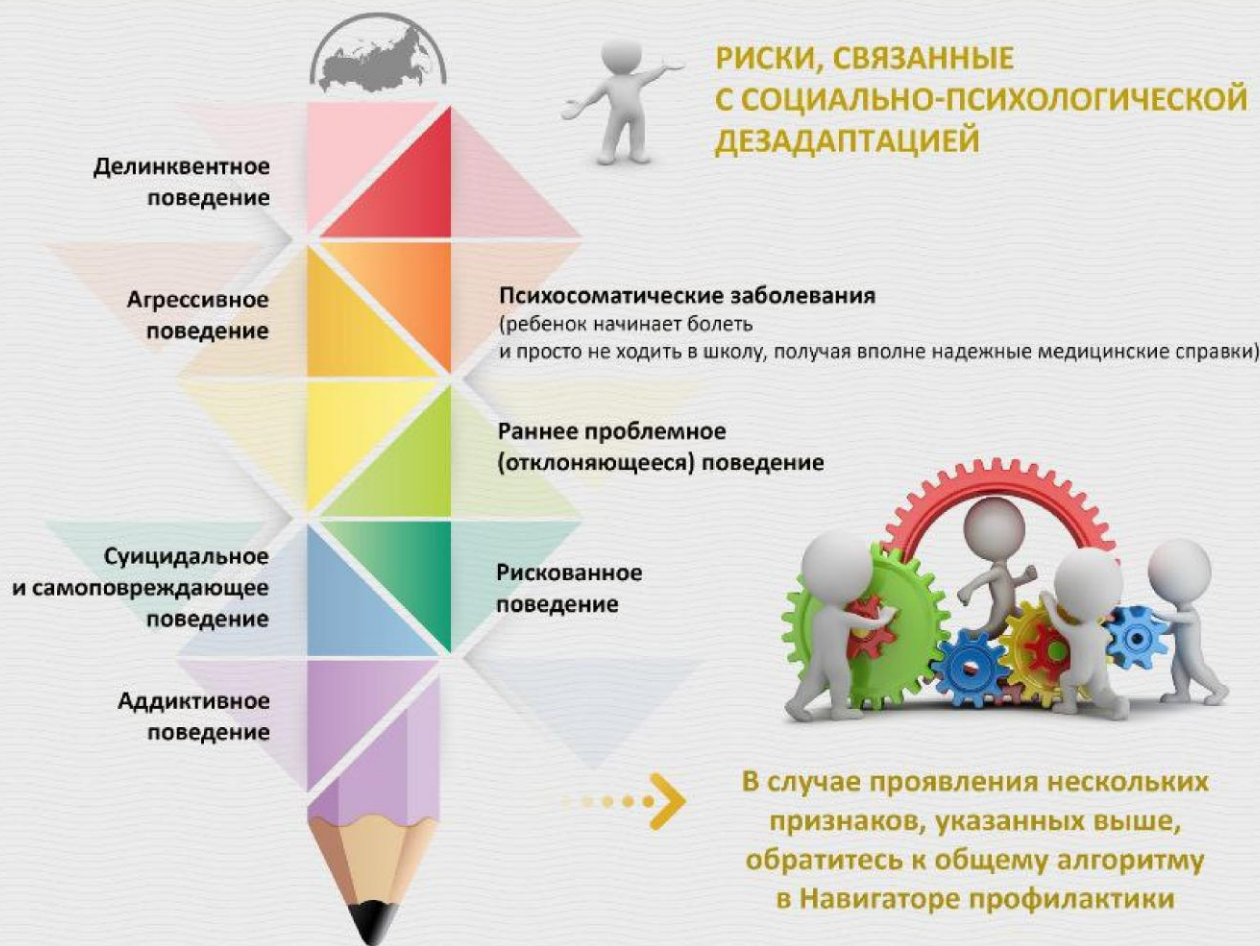 РИСКИ, СВЯЗАННЫЕ
С СОЦИАЛЬНО-ПСИХОЛОГИЧЕСКОЙ
ДЕЗАДАПТАЦИЕЙ
Делинквентное
поведение
Агрессивное
поведение
Психосоматические заболевания
(ребенок начинает болеть
и просто не ходить в школу, получая вполне надежные медицинские справки)
Раннее проблемное
(отклоняющееся) поведение
Суицидальное
и самоповреждающее
поведение
Рискованное
поведение
Аддиктивное
поведение
В случае проявления нескольких
признаков, указанных выше,
обратитесь к общему алгоритму
в Навигаторе профилактики